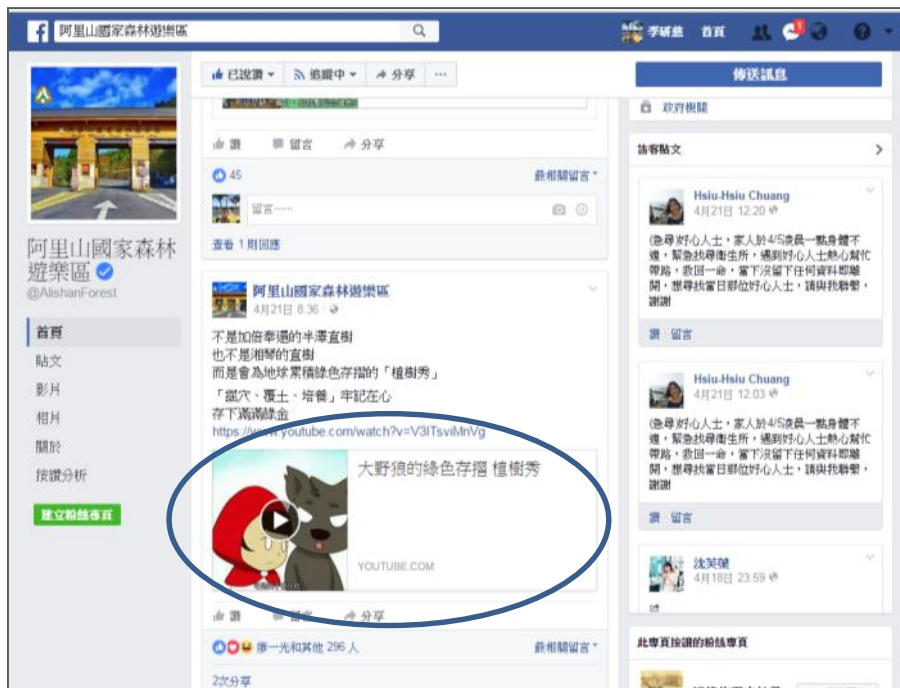 阿里山國家森林遊樂區
李妍慈 首頁
阿里山國家森林
遊樂區
@AlishanForest
首頁
貼文
影片
相片
關於
按讚分析
建立粉絲專頁
已說讚 追蹤中 分享 ...
讚 留言 分享
45 最相關留言
留言......
查看 1 則回應
阿里山國家森林遊樂區
4月21日 8:36
不是加倍奉還的半澤直樹
也不是湘琴的直樹
而是會為地球累積綠色存摺的「植樹秀」
「掘穴、覆土、培養」牢記在心
存下滿滿綠金
https://www.youtube.com/watch?v=V3ITsviMnVg
大野狼的綠色存摺 植樹秀
YOUTUBE.COM
讚 留言 分享
廖一光和其他 296 人 最相關留言
2次分享
傳送訊息
政府機關
訪客貼文
Hsiu-Hsiu Chuang
4月21日 12:20
(急尋)好心人士，家人於4/5凌晨一點身體不
適，緊急找尋衛生所，遇到好心人士熱心幫忙
帶路，救回一命，當下沒留下任何資料即離
開，想尋找當日那位好心人士，請與我聯繫，
謝謝
讚 · 留言
Hsiu-Hsiu Chuang
4月21日 12:03
(急尋)好心人士，家人於4/5凌晨一點身體不
適，緊急找尋衛生所，遇到好心人士熱心幫忙
帶路，救回一命，當下沒留下任何資料即離
開，想尋找當日那位好心人士，請與我聯繫，
謝謝
讚 · 留言
4月18日 23:59
此專頁按讚的粉絲專頁